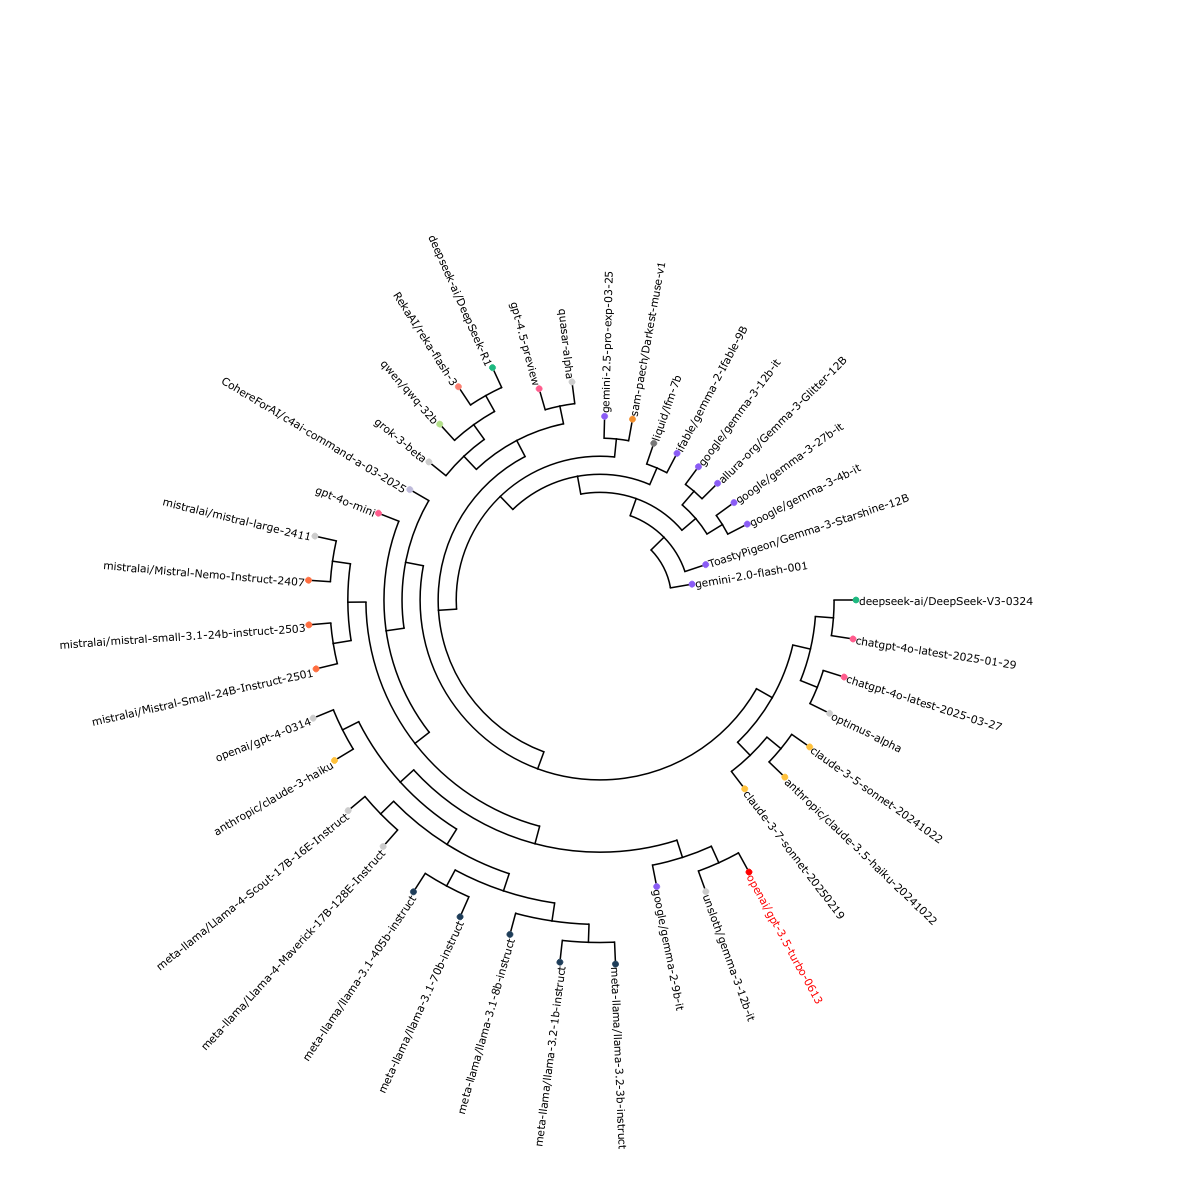 deepseek-ai/DeepSeek-R1
RekaAI/reka-flash-3
qwen/qwq-32b
grok-3-beta
gpt-4.5-preview
quasar-alpha
gemini-2.5-pro-exp-03-25
sam-paech/Darkest-muse-v1
liquid/lfm-7b
ifable/gemma-2-Ifable-9B
google/gemma-3-12b-it
allura-org/Gemma-3-Glitter-12B
google/gemma-3-27b-it
google/gemma-3-4b-it
ToastyPigeon/Gemma-3-Starshine-12B
gemini-2.0-flash-001
deepseek-ai/DeepSeek-V3-0324
chatgpt-4o-latest-2025-01-29
chatgpt-4o-latest-2025-03-27
optimus-alpha
claude-3-5-sonnet-20241022
anthropic/claude-3.5-haiku-20241022
claude-3-7-sonnet-20250219
openai/gpt-3.5-turbo-0613
unsloth/gemma-3-12b-it
google/gemma-2-9b-it
meta-llama/llama-3.2-3b-instruct
meta-llama/llama-3.2-1b-instruct
meta-llama/llama-3.1-8b-instruct
meta-llama/llama-3.1-70b-instruct
meta-llama/llama-3.1-405b-instruct
meta-llama/Llama-4-Maverick-17B-128E-Instruct
meta-llama/Llama-4-Scout-17B-16E-Instruct
anthropic/claude-3-haiku
openai/gpt-4-0314
mistralai/Mistral-Small-24B-Instruct-2501
mistralai/mistral-small-3.1-24b-instruct-2503
mistralai/Mistral-Nemo-Instruct-2407
mistralai/mistral-large-2411
gpt-4o-mini
CohereForAI/c4ai-command-a-03-2025